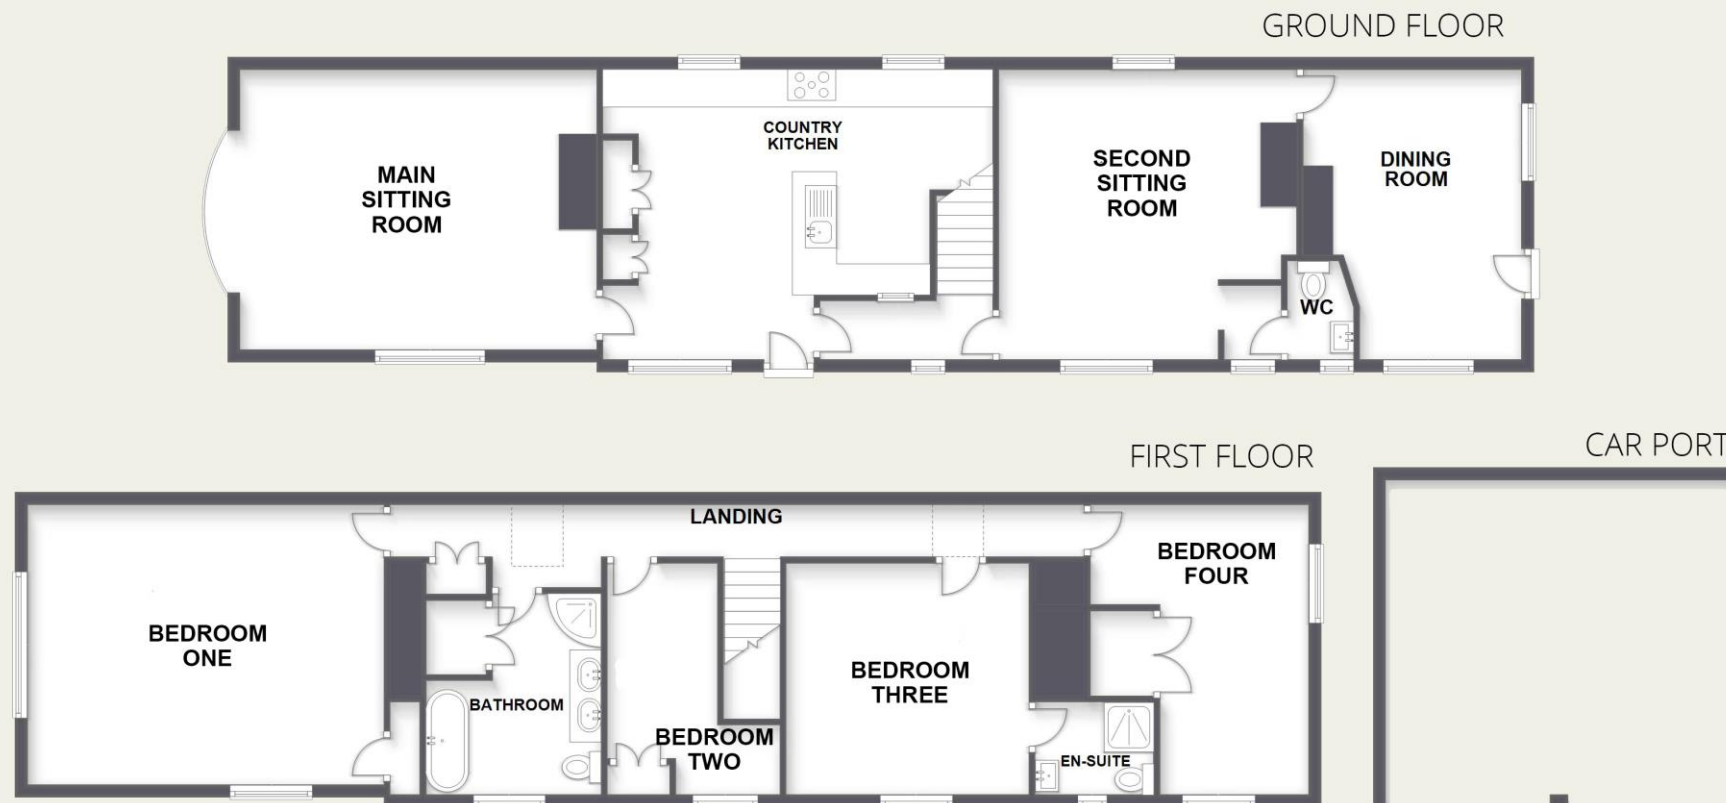 GROUND FLOOR
MAIN
SITTING
ROOM
COUNTRY
KITCHEN
SECOND
SITTING
ROOM
DINING
ROOM
WC
FIRST FLOOR
CAR PORT
LANDING
BEDROOM
ONE
BATHROOM
BEDROOM
TWO
BEDROOM
THREE
EN-SUITE
BEDROOM
FOUR